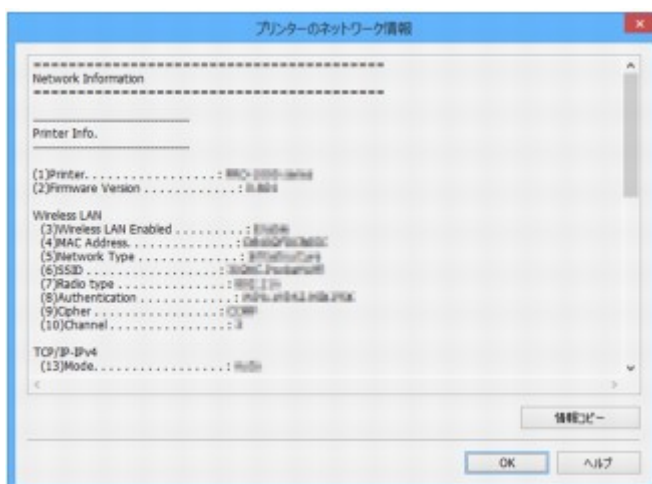 プリンターのネットワーク情報
========================================
Network Information
========================================
Printer Info.
(1)Printer. . . . . . . . . . . . . . . . . :
(2)Firmware Version . . . . . . . . . . . . :
Wireless LAN
(3)Wireless LAN Enabled . . . . . . . . . :
(4)MAC Address. . . . . . . . . . . . . . :
(5)Network Type . . . . . . . . . . . . . :
(6)SSID . . . . . . . . . . . . . . . . . :
(7)Radio type . . . . . . . . . . . . . . :
(8)Authentication . . . . . . . . . . . . :
(9)Cipher . . . . . . . . . . . . . . . . :
(10)Channel . . . . . . . . . . . . . . . :
TCP/IP-IPv4
(13)Mode. . . . . . . . . . . . . . . . . :
情報コピー
OK
ヘルプ